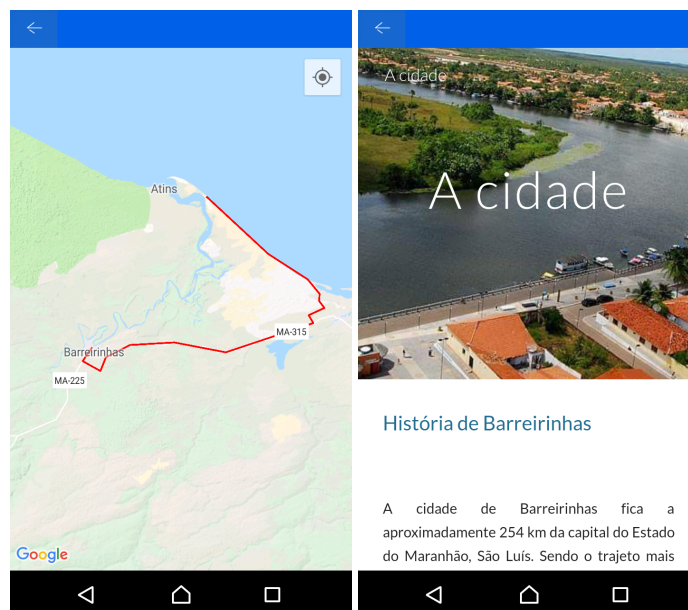 Atins
MA-315
Barreirinhas
MA-225
Google
A cidade
A cidade
História de Barreirinhas
A cidade de Barreirinhas fica a
aproximadamente 254 km da capital do Estado
do Maranhão, São Luís. Sendo o trajeto mais